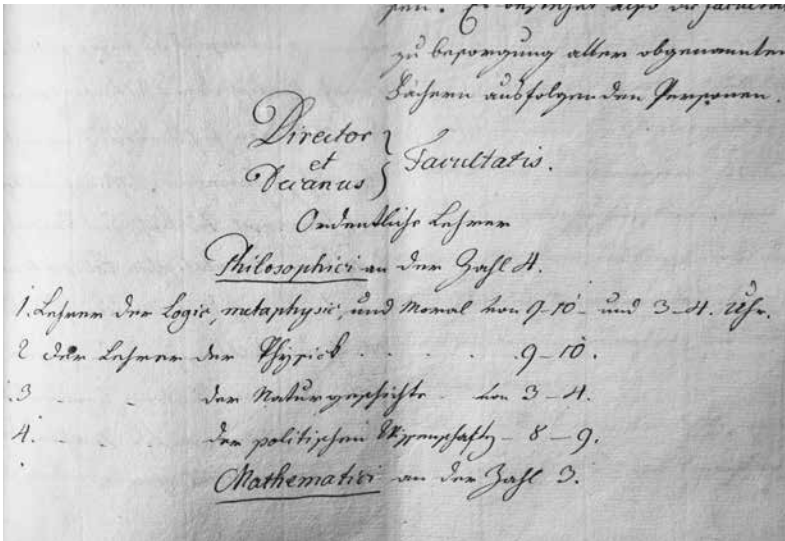 zu besorgung aller obgenannten
Fächern aus folgenden Personen.
Director
et
Decanus } Facultatis.
Ordentliche Lehrer
Philosophici an der Zahl 4.
1. Lehrer der Logic, metaphysic, und Moral von 9-10 - und 3-4. Uhr.
2 der Lehrer der Physick . . . . 9-10.
3 - - der Naturgeschichte - von 3-4.
4. - - der politischen Wissenschaft - 8-9.
Mathematici an der Zahl 3.